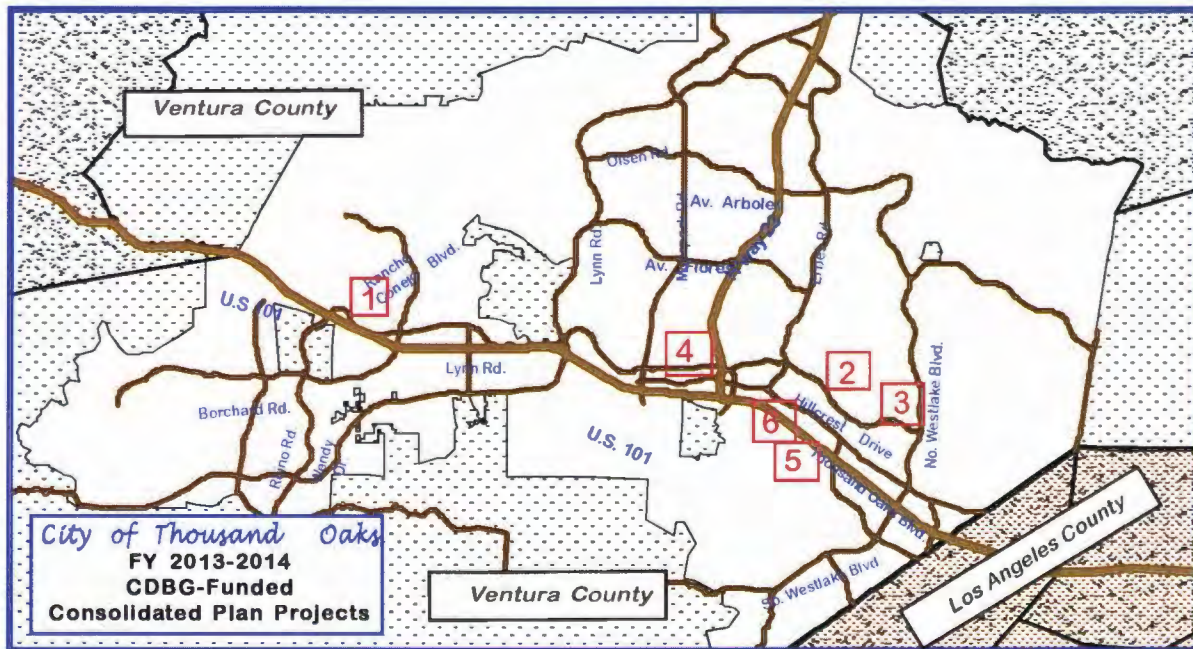 Ventura County
Olsen Rd.
Av. Arboles
Lynn Rd.
Rancho
Conejo Blvd.
Av.
U.S 101
1
4
2
3
Lynn Rd.
No. Westlake Blvd.
Borchard Rd.
Hillcrest Drive
6
U.S. 101
5
Reino Rd
Wendy
Dr.
Thousand Oaks Blvd.
City of Thousand Oaks
FY 2013-2014
CDBG-Funded
Consolidated Plan Projects
Ventura County
So. Westlake Blvd.
Los Angeles County